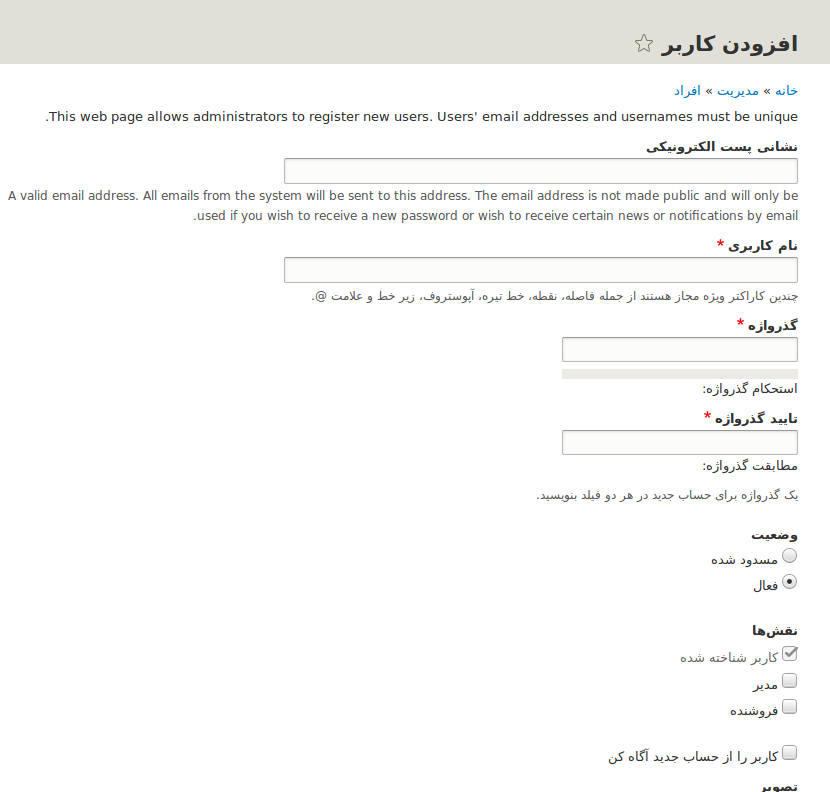 افزودن کاربر
خانه » مدیریت » افراد
This web page allows administrators to register new users. Users' email addresses and usernames must be unique.
نشانی پست الکترونیکی
A valid email address. All emails from the system will be sent to this address. The email address is not made public and will only be
used if you wish to receive a new password or wish to receive certain news or notifications by email.
نام کاربری *
چندین کاراکتر ویژه مجاز هستند از جمله فاصله، نقطه، خط تیره، آپوستروف، زیر خط و علامت @.
گذرواژه *
استحکام گذرواژه:
تایید گذرواژه *
مطابقت گذرواژه:
یک گذرواژه برای حساب جدید در هر دو فیلد بنویسید.
وضعیت
مسدود شده
فعال
نقش‌ها
کاربر شناخته شده
مدیر
فروشنده
کاربر را از حساب جدید آگاه کن
تصویر